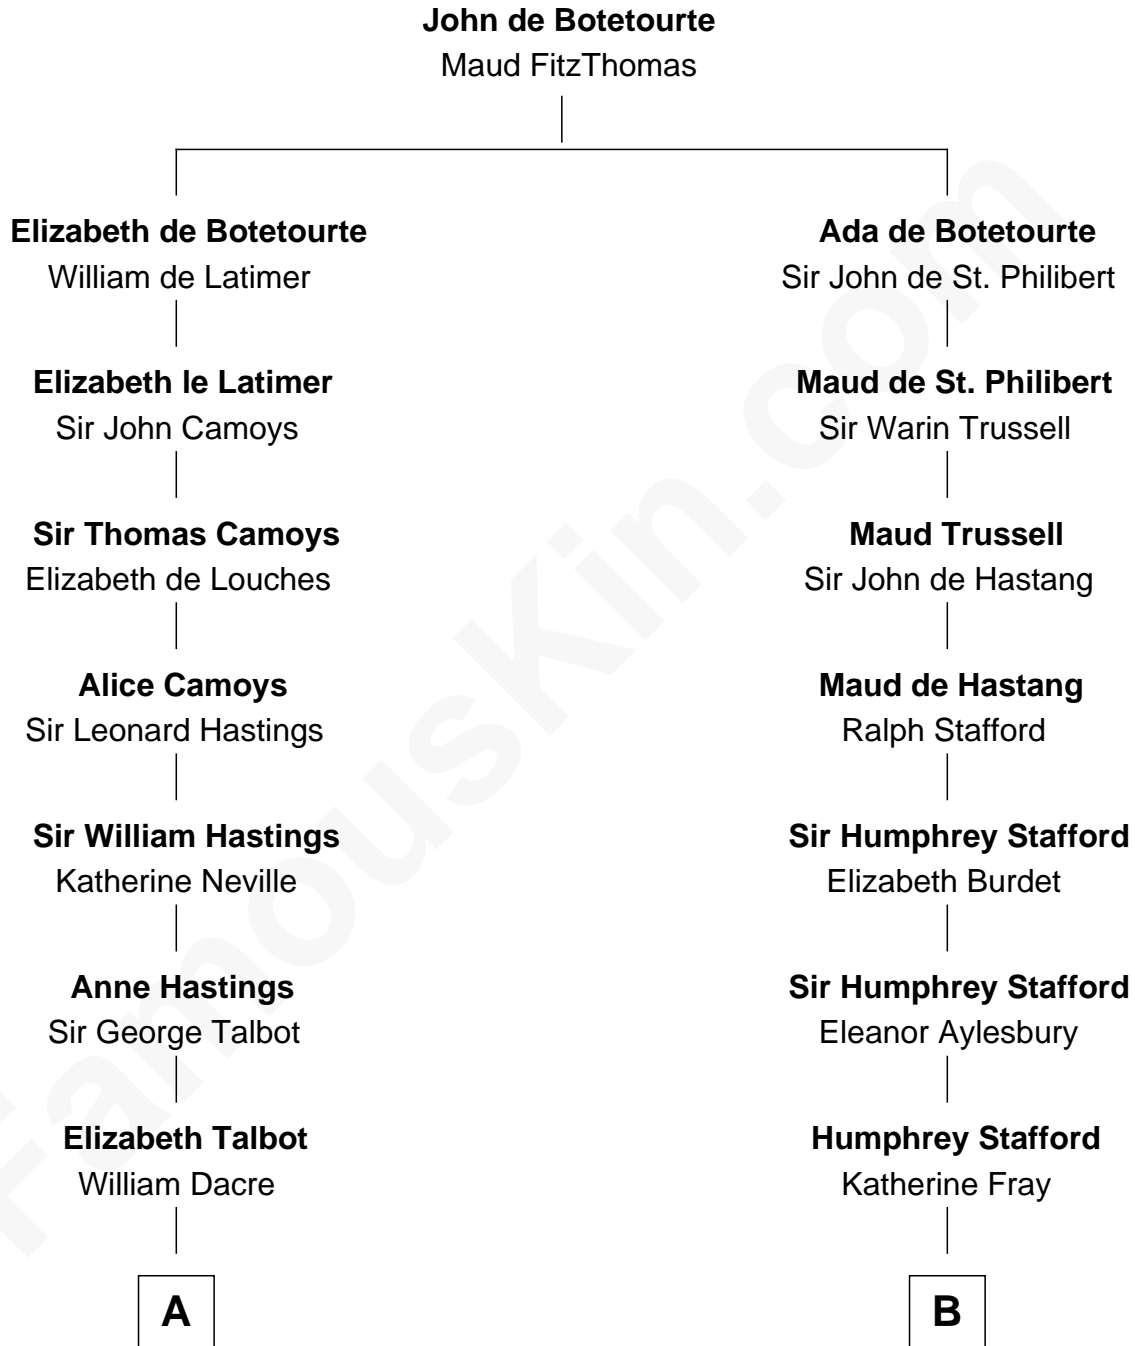 John de Botetourte
Maud FitzThomas
Elizabeth de Botetourte
William de Latimer
Ada de Botetourte
Sir John de St. Philibert
Elizabeth le Latimer
Sir John Camoys
Maud de St. Philibert
Sir Warin Trussell
Sir Thomas Camoys
Elizabeth de Louches
Maud Trussell
Sir John de Hastang
Alice Camoys
Sir Leonard Hastings
Maud de Hastang
Ralph Stafford
Sir William Hastings
Katherine Neville
Sir Humphrey Stafford
Elizabeth Burdet
Anne Hastings
Sir George Talbot
Sir Humphrey Stafford
Eleanor Aylesbury
Elizabeth Talbot
William Dacre
Humphrey Stafford
Katherine Fray
A
B
FamousKin.com